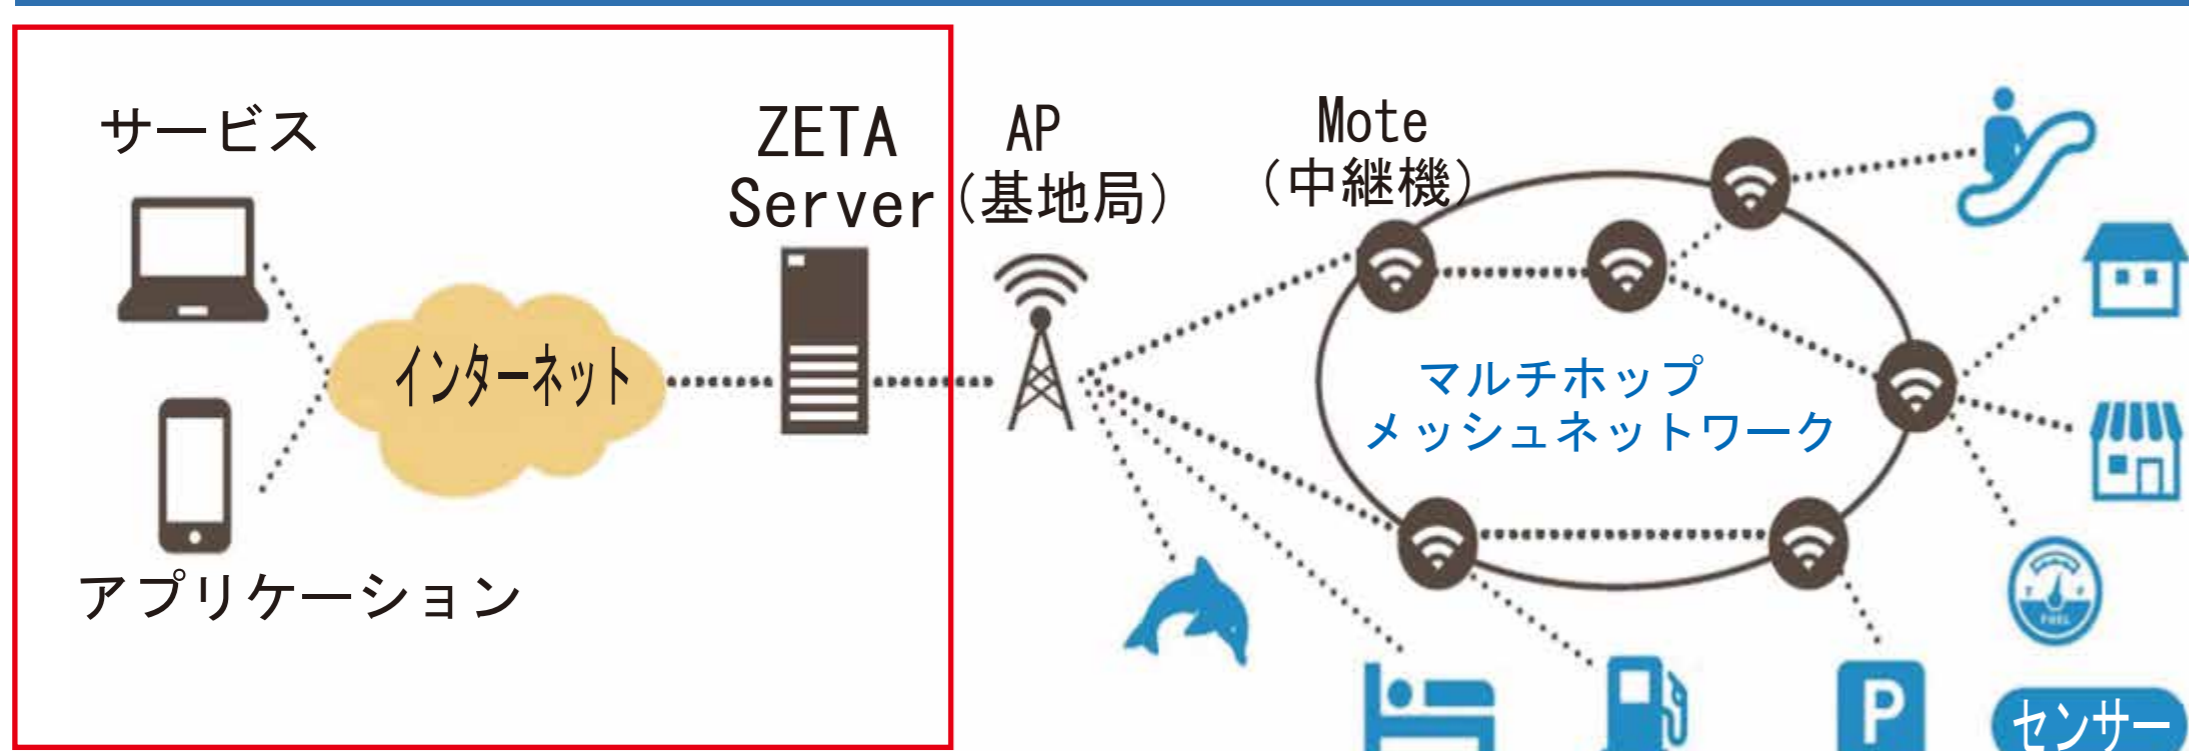 サービス
ZETA
Server
AP
(基地局)
Mote
(中継機)
インターネット
マルチホップ
メッシュネットワーク
アプリケーション
FUEL
P
センサー